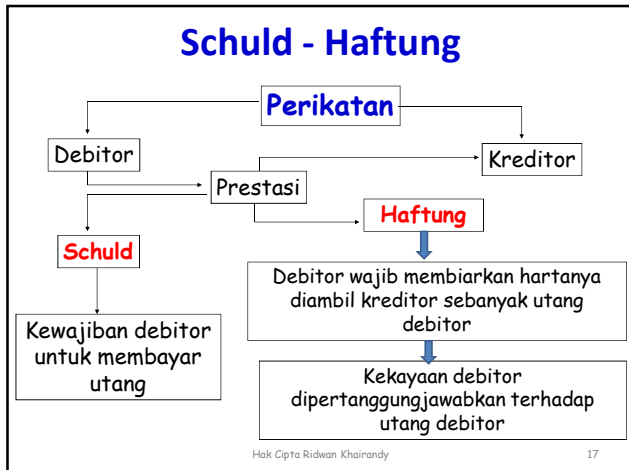 Schuld - Haftung
Perikatan
Debitor
Kreditor
Prestasi
Haftung
Schuld
Debitor wajib membiarkan hartanya
diambil kreditor sebanyak utang
debitor
Kewajiban debitor
untuk membayar
utang
Kekayaan debitor
dipertanggungjawabkan terhadap
utang debitor
Hak Cipta Ridwan Khairandy
17